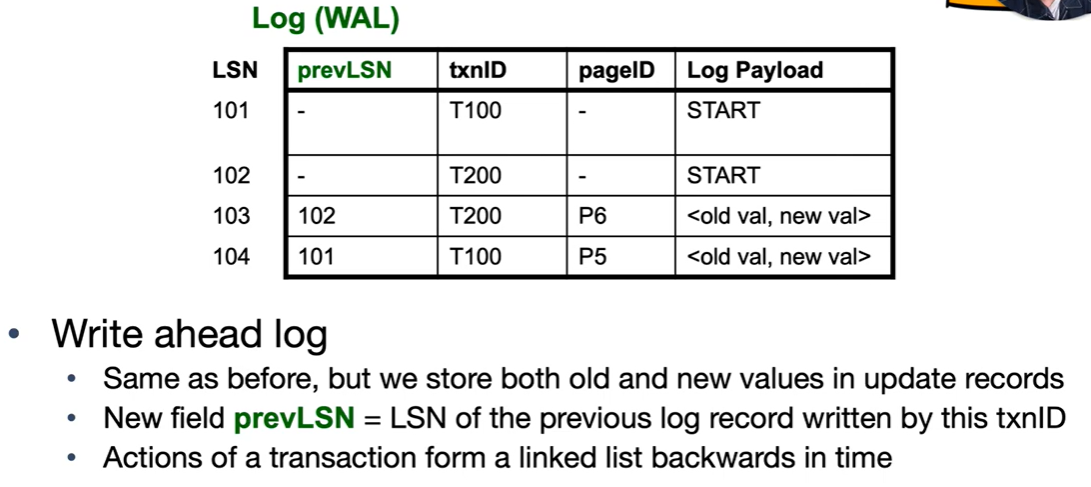 Log (WAL)
LSN prevLSN txnID pageID Log Payload
101 - T100 - START
102 - T200 - START
103 102 T200 P6 <old val, new val>
104 101 T100 P5 <old val, new val>
• Write ahead log
• Same as before, but we store both old and new values in update records
• New field prevLSN = LSN of the previous log record written by this txnID
• Actions of a transaction form a linked list backwards in time